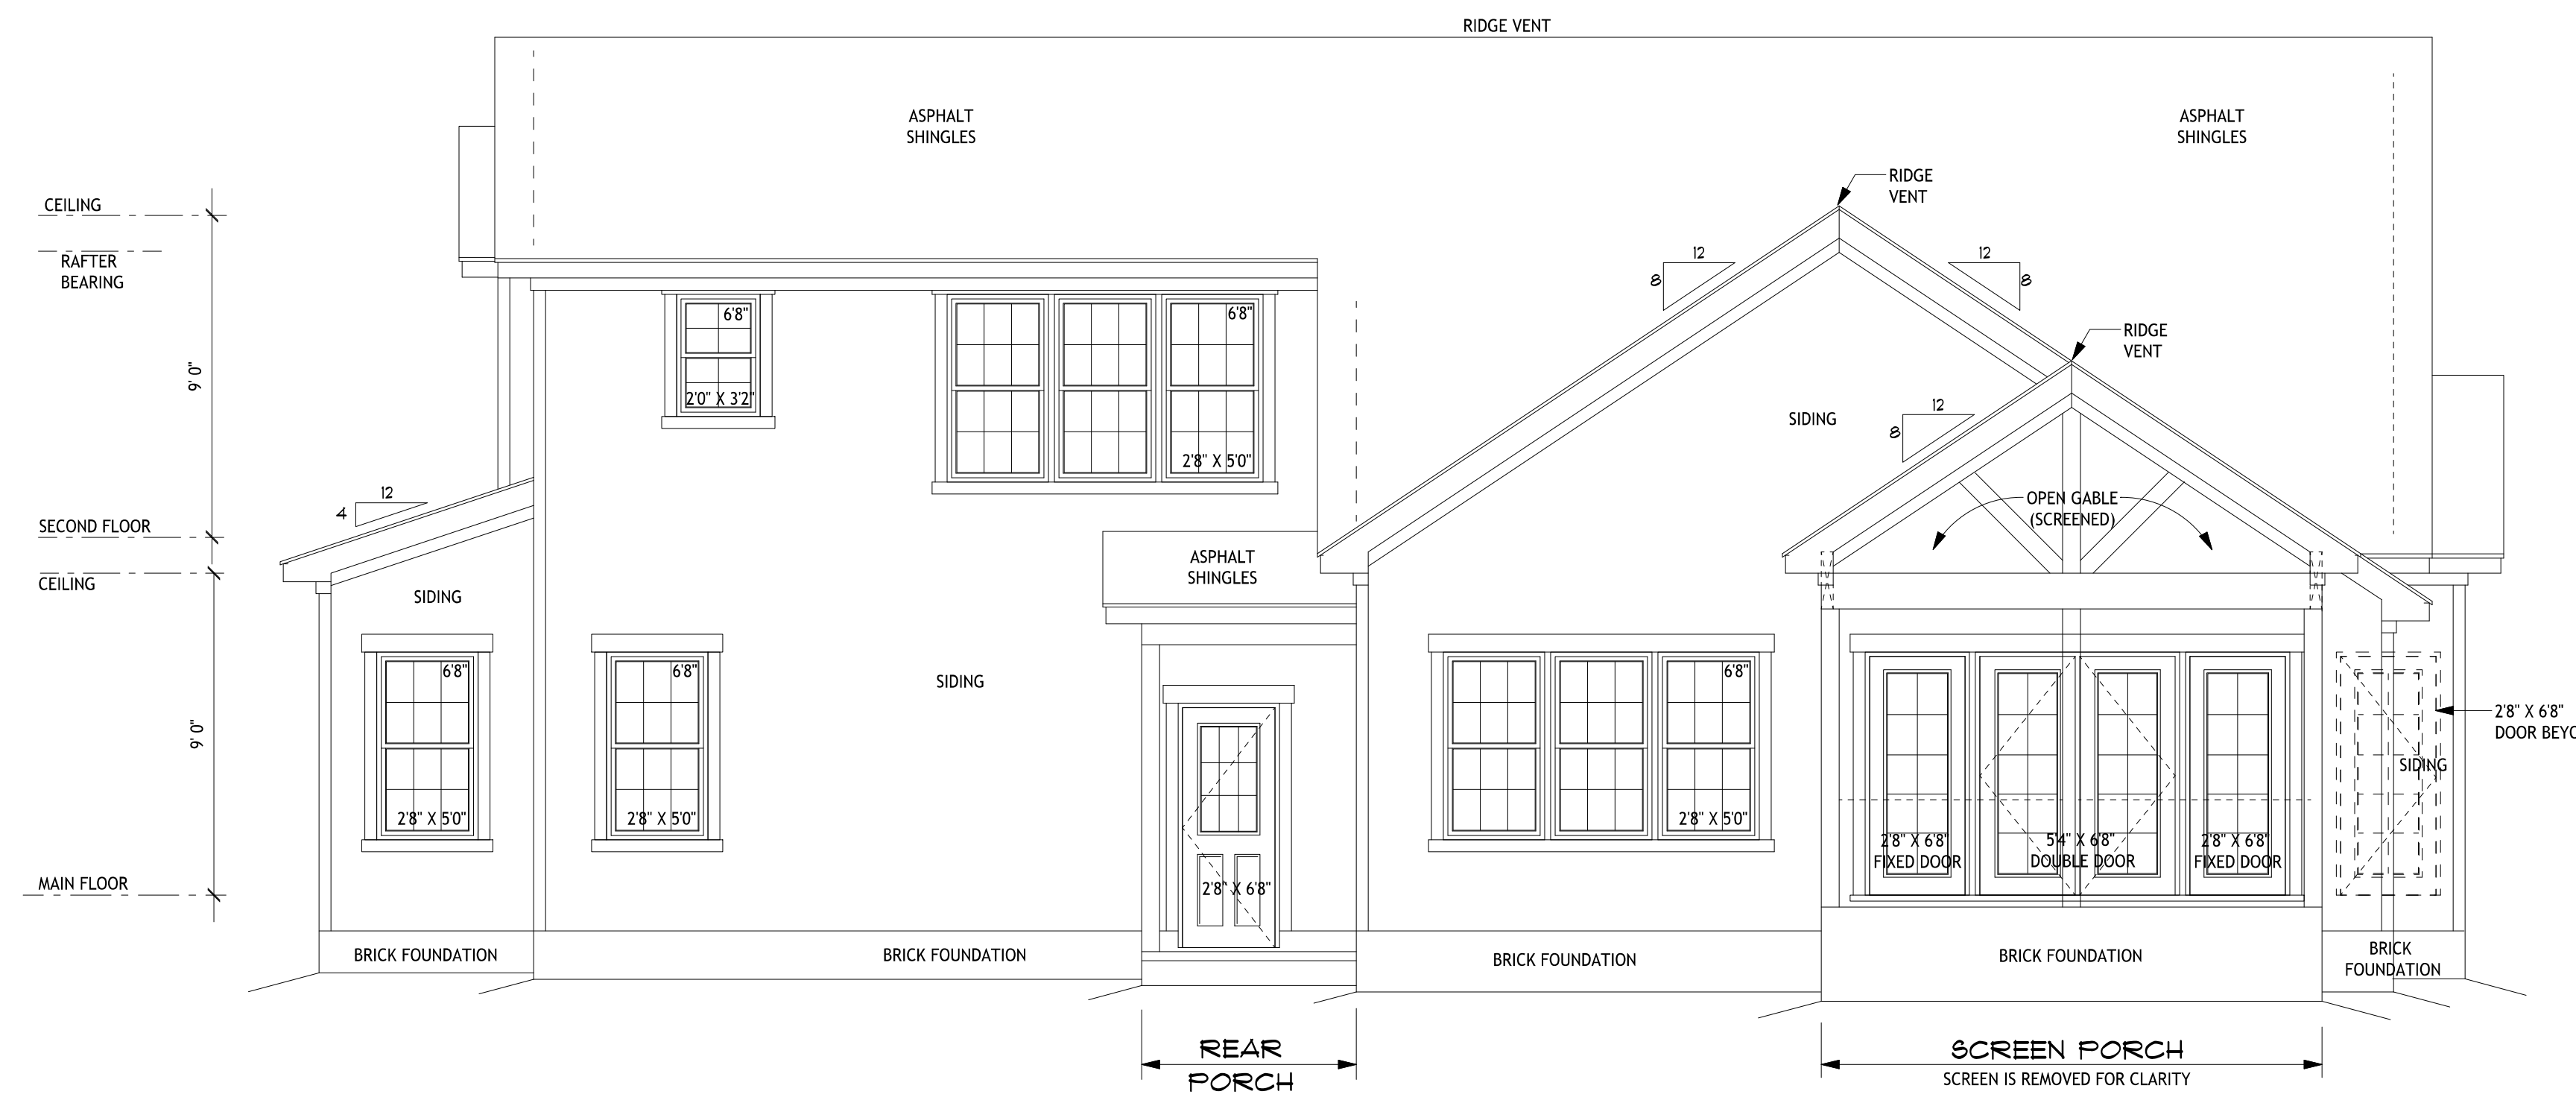 RIDGE VENT
ASPHALT
SHINGLES
ASPHALT
SHINGLES
RIDGE
VENT
CEILING
RAFTER
BEARING
12
8
12
8
6'8"
6'8"
RIDGE
VENT
9' 0"
2'0" X 3'2"
12
8
SIDING
2'8" X 5'0"
12
4
OPEN GABLE
(SCREENED)
SECOND FLOOR
CEILING
ASPHALT
SHINGLES
SIDING
6'8"
6'8"
SIDING
6'8"
9' 0"
2'8" X 6'8"
DOOR BEYO
SIDING
2'8" X 5'0"
2'8" X 5'0"
2'8" X 5'0"
2'8" X 6'8"
FIXED DOOR
5'4" X 6'8"
DOUBLE DOOR
2'8" X 6'8"
FIXED DOOR
MAIN FLOOR
2'8" X 6'8"
BRICK FOUNDATION
BRICK FOUNDATION
BRICK FOUNDATION
BRICK FOUNDATION
BRICK
FOUNDATION
REAR
PORCH
SCREEN PORCH
SCREEN IS REMOVED FOR CLARITY